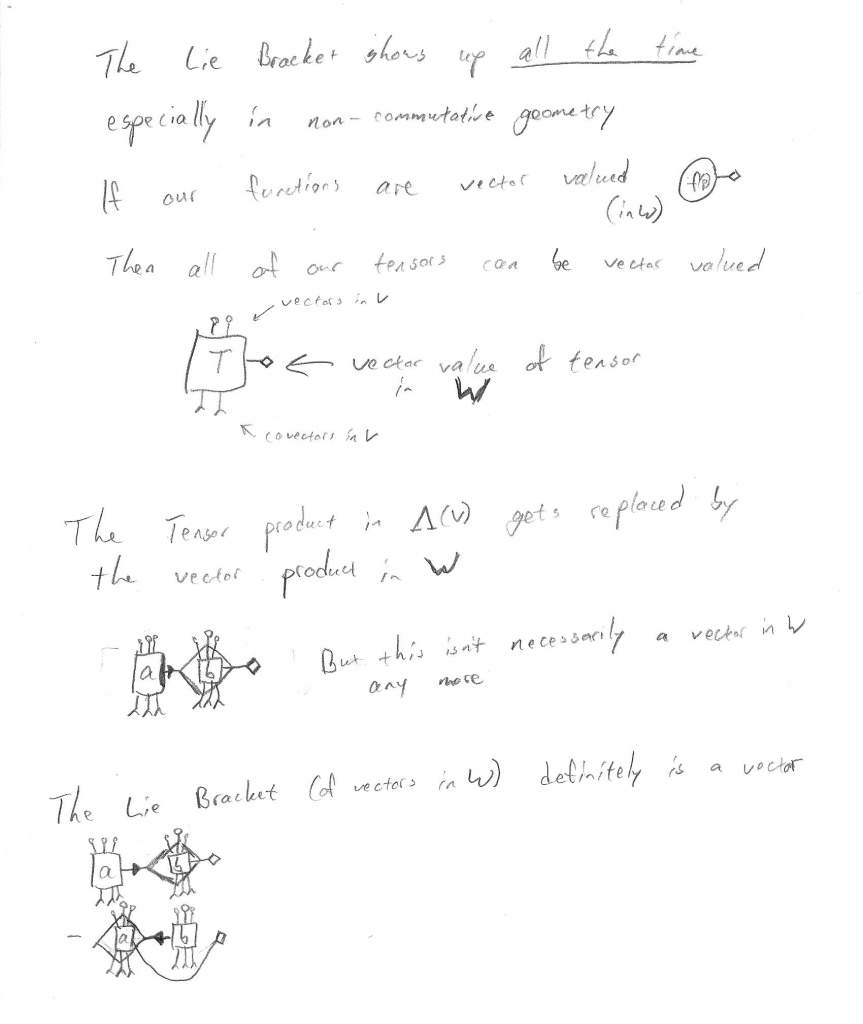 The Lie Bracket shows up all the time
especially in non-commutative geometry
If our functions are vector valued f(p)
(in W)
Then all of our tensors can be vector valued
vectors in V
T
vector value of tensor
in W
covectors in V
The Tensor product in Λ(V) gets replaced by
the vector product in W
a b
But this isn't necessarily a vector in W
any more
The Lie Bracket (of vectors in W) definitely is a vector
a b
- a b